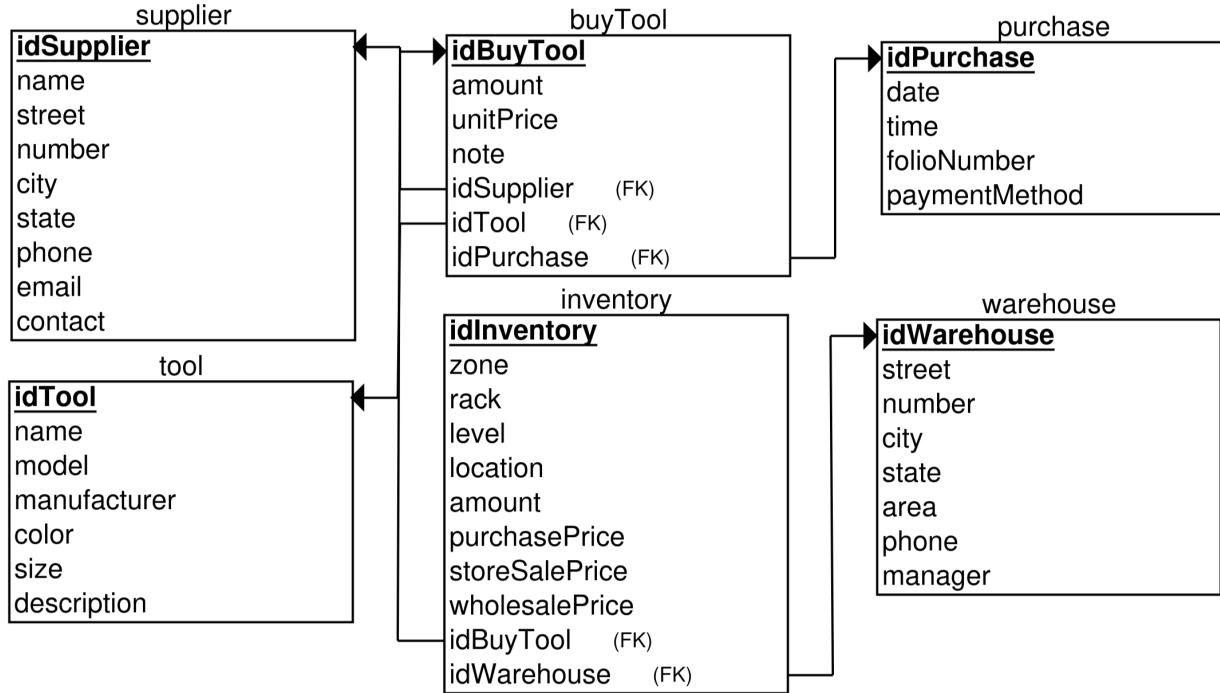 supplier
idSupplier
name
street
number
city
state
phone
email
contact
buyTool
idBuyTool
amount
unitPrice
note
idSupplier (FK)
idTool (FK)
idPurchase (FK)
purchase
idPurchase
date
time
folioNumber
paymentMethod
tool
idTool
name
model
manufacturer
color
size
description
inventory
idInventory
zone
rack
level
location
amount
purchasePrice
storeSalePrice
wholesalePrice
idBuyTool (FK)
idWarehouse (FK)
warehouse
idWarehouse
street
number
city
state
area
phone
manager